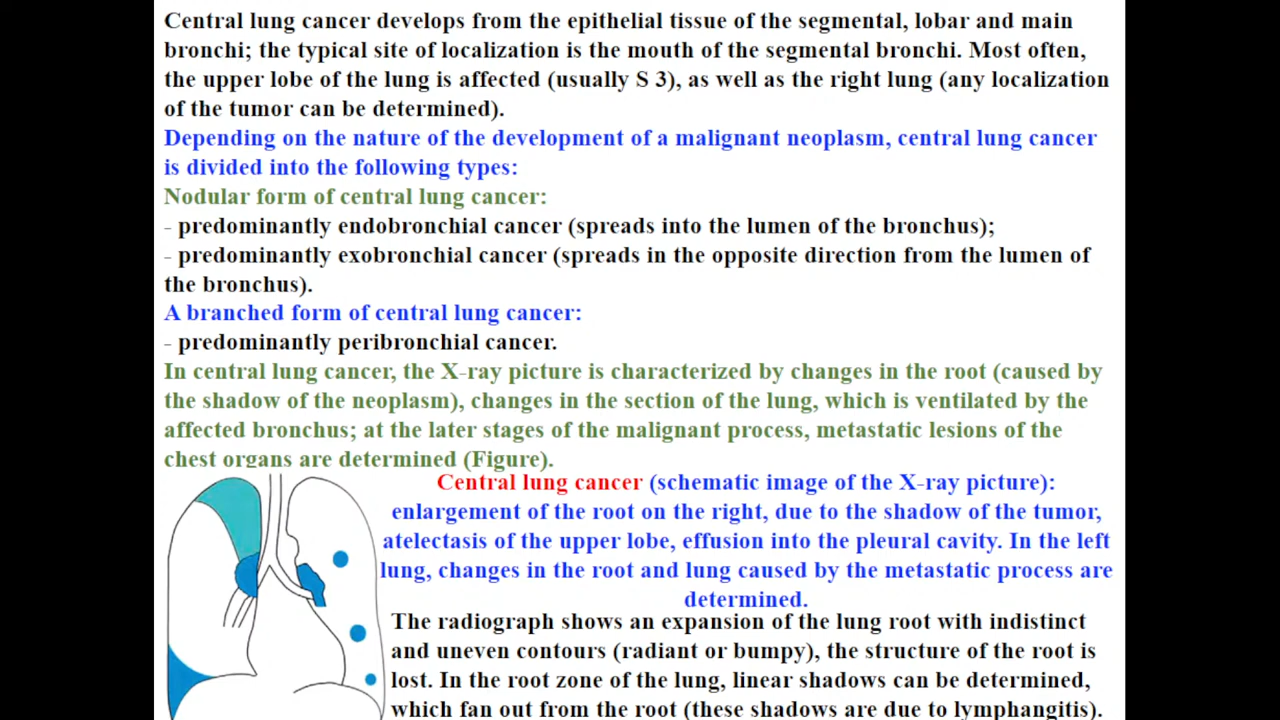 Central lung cancer develops from the epithelial tissue of the segmental, lobar and main
bronchi; the typical site of localization is the mouth of the segmental bronchi. Most often,
the upper lobe of the lung is affected (usually S 3), as well as the right lung (any localization
of the tumor can be determined).
Depending on the nature of the development of a malignant neoplasm, central lung cancer
is divided into the following types:
Nodular form of central lung cancer:
- predominantly endobronchial cancer (spreads into the lumen of the bronchus);
- predominantly exobronchial cancer (spreads in the opposite direction from the lumen of
the bronchus).
A branched form of central lung cancer:
- predominantly peribronchial cancer.
In central lung cancer, the X-ray picture is characterized by changes in the root (caused by
the shadow of the neoplasm), changes in the section of the lung, which is ventilated by the
affected bronchus; at the later stages of the malignant process, metastatic lesions of the
chest organs are determined (Figure).
Central lung cancer (schematic image of the X-ray picture):
enlargement of the root on the right, due to the shadow of the tumor,
atelectasis of the upper lobe, effusion into the pleural cavity. In the left
lung, changes in the root and lung caused by the metastatic process are
determined.
The radiograph shows an expansion of the lung root with indistinct
and uneven contours (radiant or bumpy), the structure of the root is
lost. In the root zone of the lung, linear shadows can be determined,
which fan out from the root (these shadows are due to lymphangitis).